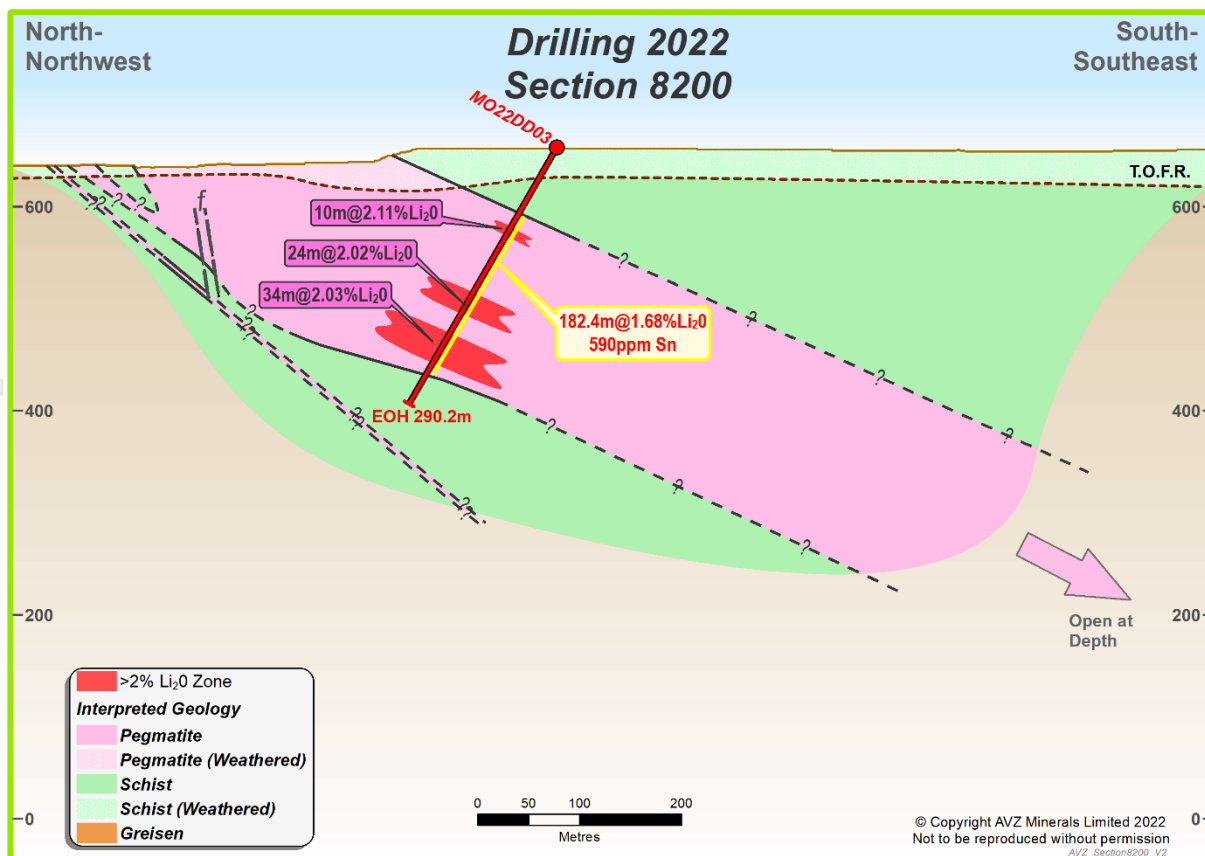 North-
Northwest
Drilling 2022
Section 8200
South-
Southeast
MO22DD03
T.O.F.R.
600
600
f
10m@2.11%Li₂0
24m@2.02%Li₂0
34m@2.03%Li₂0
182.4m@1.68%Li₂0
590ppm Sn
? ? ? ? ? ? ? ? ? ? ? ? ? ? ? ? ?
EOH 290.2m
400
400
200
200
Open at
Depth
>2% Li₂0 Zone
Interpreted Geology
Pegmatite
Pegmatite (Weathered)
Schist
Schist (Weathered)
Greisen
0
0
0 50 100 200
Metres
© Copyright AVZ Minerals Limited 2022
Not to be reproduced without permission
AVZ_Section8200_V2